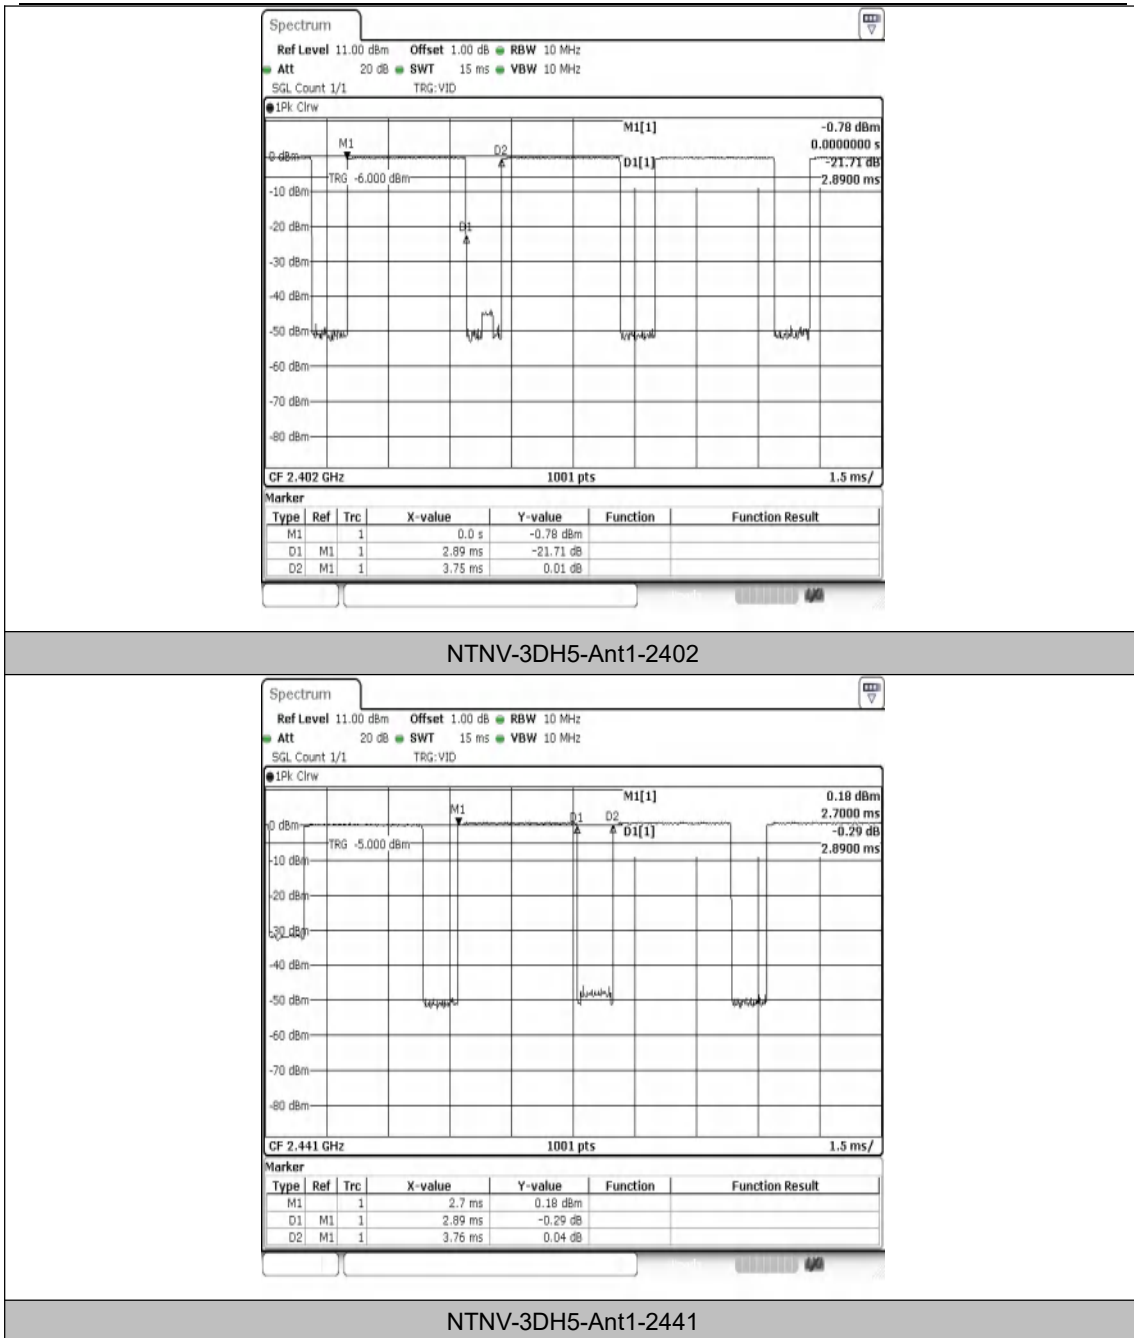 Spectrum
Ref Level 11.00 dBm Offset 1.00 dB RBW 10 MHz
Att 20 dB SWT 15 ms VBW 10 MHz
SGL Count 1/1 TRG:VID
1Pk Clrw
M1[1] -0.78 dBm
0.0000000 s
D1[1] -21.71 dB
2.8900 ms
M1
D2
D1
TRG -6.000 dBm
0 dBm
-10 dBm
-20 dBm
-30 dBm
-40 dBm
-50 dBm
-60 dBm
-70 dBm
-80 dBm
CF 2.402 GHz 1001 pts 1.5 ms/
Marker
Type Ref Trc X-value Y-value Function Function Result
M1 1 0.0 s -0.78 dBm
D1 M1 1 2.89 ms -21.71 dB
D2 M1 1 3.75 ms 0.01 dB
NTNV-3DH5-Ant1-2402
Spectrum
Ref Level 11.00 dBm Offset 1.00 dB RBW 10 MHz
Att 20 dB SWT 15 ms VBW 10 MHz
SGL Count 1/1 TRG:VID
1Pk Clrw
M1[1] 0.18 dBm
2.7000 ms
D1[1] -0.29 dB
2.8900 ms
M1
D1 D2
TRG -5.000 dBm
0 dBm
-10 dBm
-20 dBm
-30 dBm
-40 dBm
-50 dBm
-60 dBm
-70 dBm
-80 dBm
CF 2.441 GHz 1001 pts 1.5 ms/
Marker
Type Ref Trc X-value Y-value Function Function Result
M1 1 2.7 ms 0.18 dBm
D1 M1 1 2.89 ms -0.29 dB
D2 M1 1 3.76 ms 0.04 dB
NTNV-3DH5-Ant1-2441